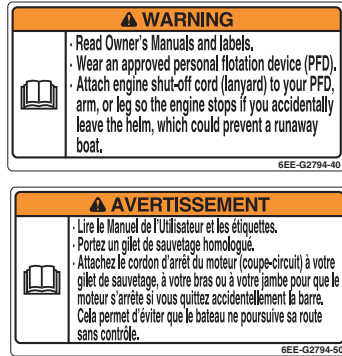 WARNING
· Read Owner's Manuals and labels.
· Wear an approved personal flotation device (PFD).
· Attach engine shut-off cord (lanyard) to your PFD,
arm, or leg so the engine stops if you accidentally
leave the helm, which could prevent a runaway
boat.
6EE-G2794-40
AVERTISSEMENT
· Lire le Manuel de l'Utilisateur et les étiquettes.
· Portez un gilet de sauvetage homologué.
· Attachez le cordon d'arrêt du moteur (coupe-circuit) à votre
gilet de sauvetage, à votre bras ou à votre jambe pour que le
moteur s'arrête si vous quittez accidentellement la barre.
Cela permet d'éviter que le bateau ne poursuive sa route
sans contrôle.
6EE-G2794-50